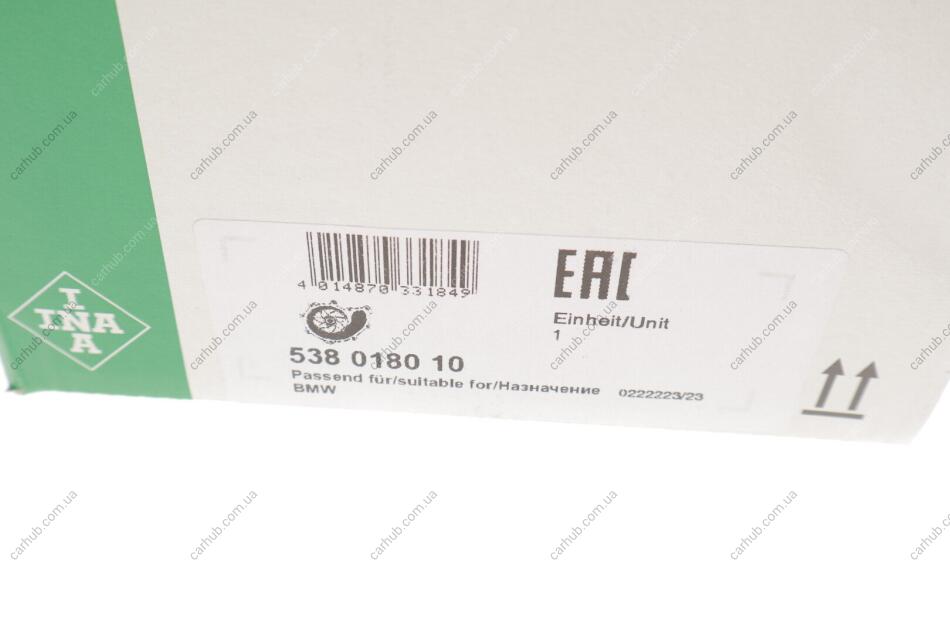 4 014870 331849
EAC
Einheit/Unit
1
538 0180 10
Passend für/suitable for/Назначение 0222223/23
BMW
INA
carhub.com.ua